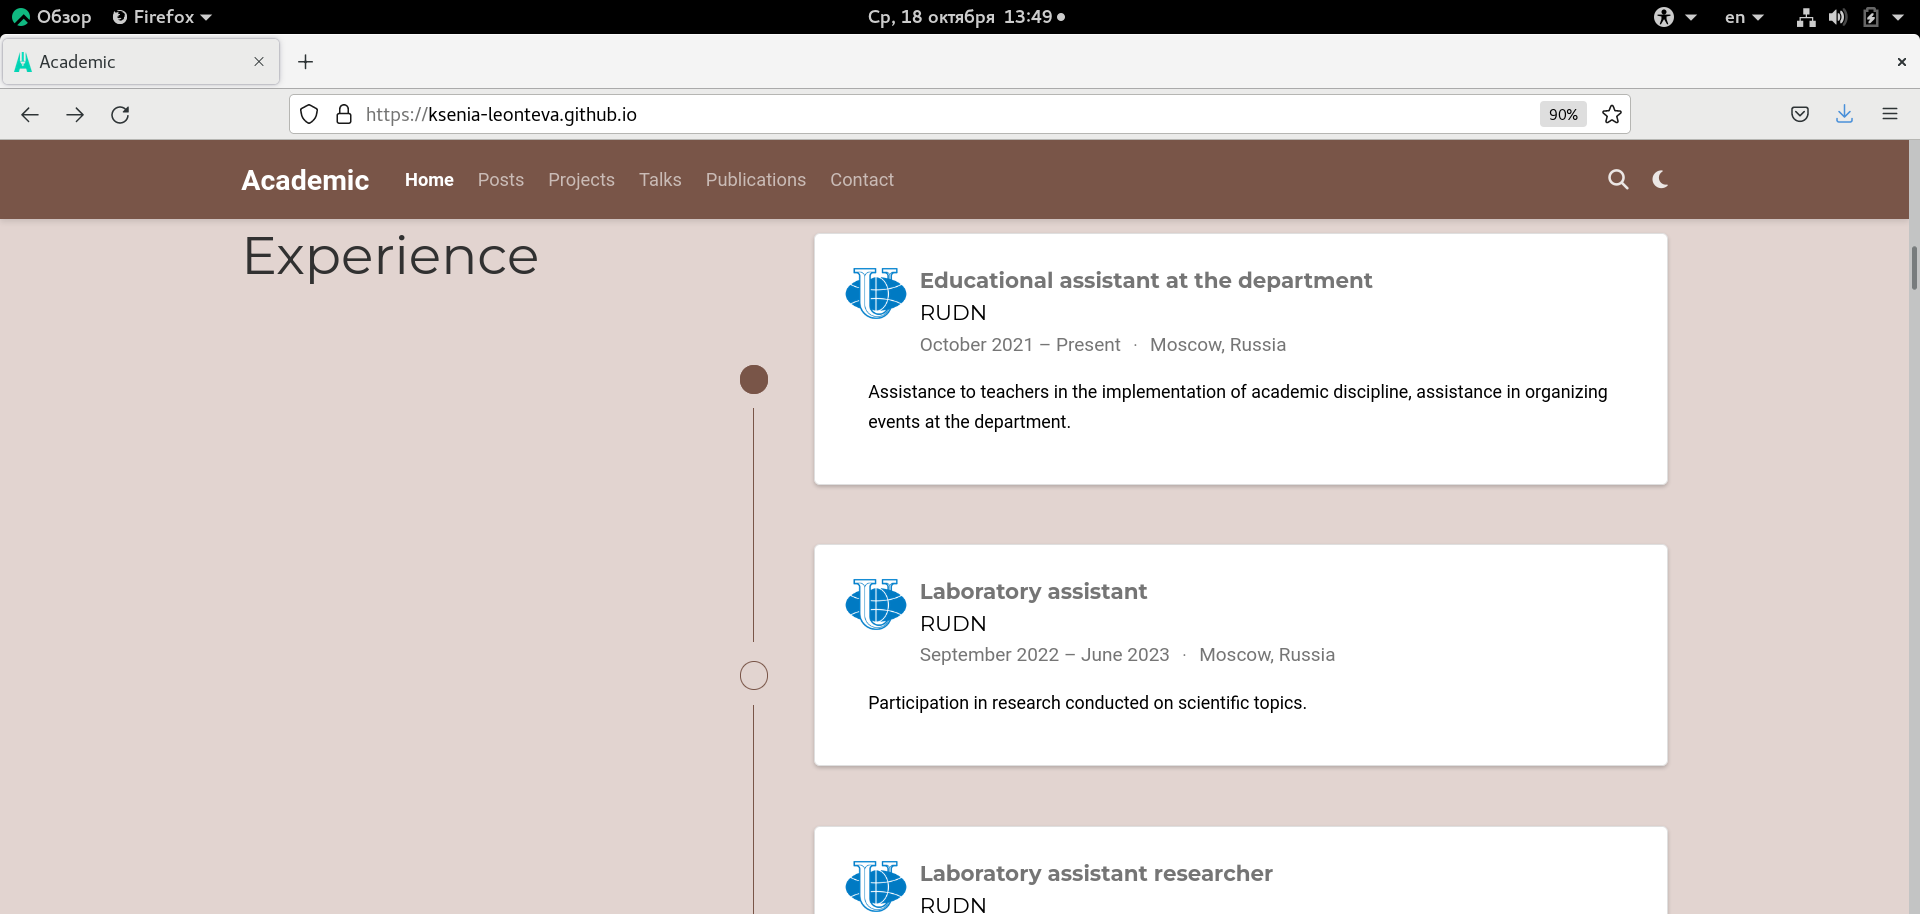 Обзор Firefox Ср, 18 октября 13:49 en
Academic
https://ksenia-leonteva.github.io 90%
Academic Home Posts Projects Talks Publications Contact
Experience
Educational assistant at the department
RUDN
October 2021 – Present · Moscow, Russia
Assistance to teachers in the implementation of academic discipline, assistance in organizing
events at the department.
Laboratory assistant
RUDN
September 2022 – June 2023 · Moscow, Russia
Participation in research conducted on scientific topics.
Laboratory assistant researcher
RUDN